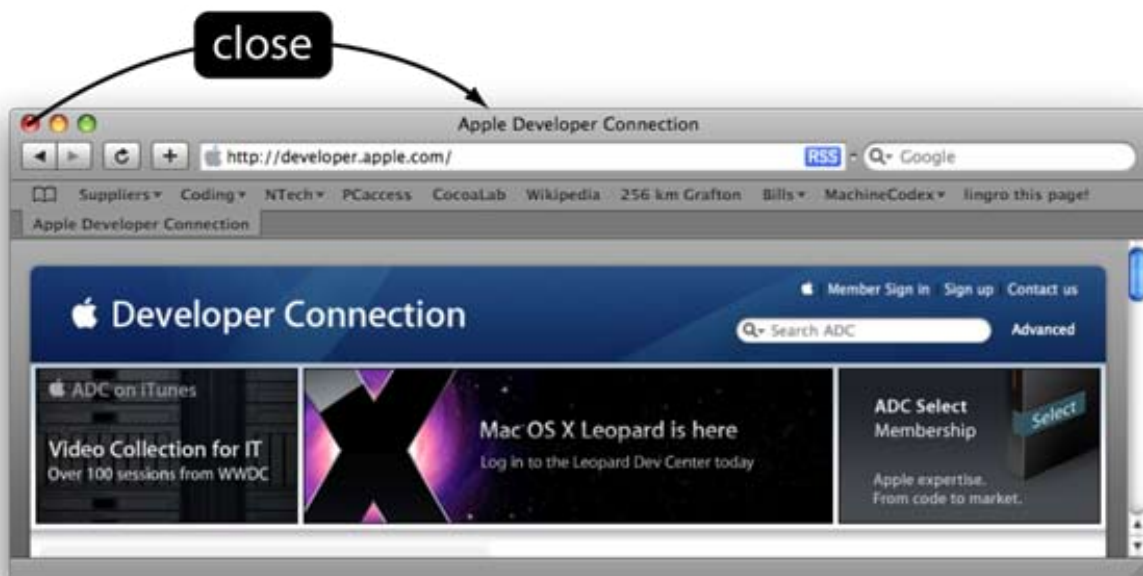 close
Apple Developer Connection
http://developer.apple.com/ RSS Google
Suppliers Coding NTech PCaccess CocoaLab Wikipedia 256 km Grafton Bills MachineCodex lingro this page!
Apple Developer Connection
Member Sign in Sign up Contact us
Developer Connection
Search ADC Advanced
ADC on iTunes
Video Collection for IT
Over 100 sessions from WWDC
Mac OS X Leopard is here
Log in to the Leopard Dev Center today
ADC Select
Membership
Select
Apple expertise.
From code to market.